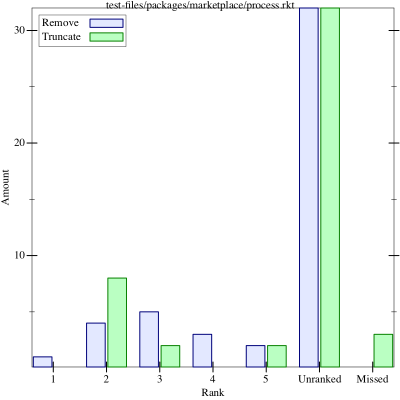 test-files/packages/marketplace/process.rkt
Remove
Truncate
30
20
10
Amount
1 2 3 4 5 Unranked Missed
Rank